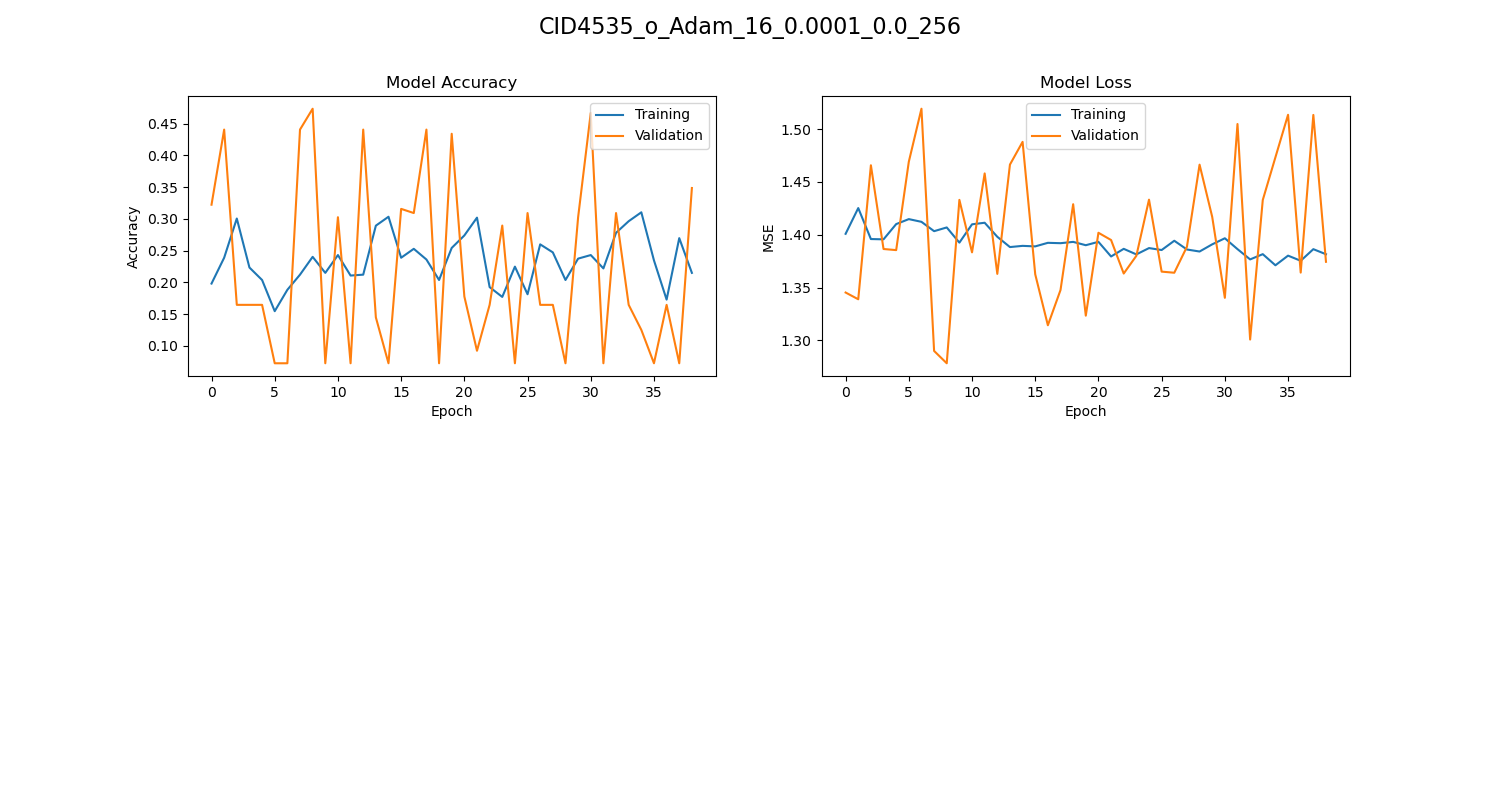 CID4535_o_Adam_16_0.0001_0.0_256
Model Accuracy
Training
Validation
Accuracy
0.45
0.40
0.35
0.30
0.25
0.20
0.15
0.10
0 5 10 15 20 25 30 35
Epoch
Model Loss
Training
Validation
MSE
1.50
1.45
1.40
1.35
1.30
0 5 10 15 20 25 30 35
Epoch